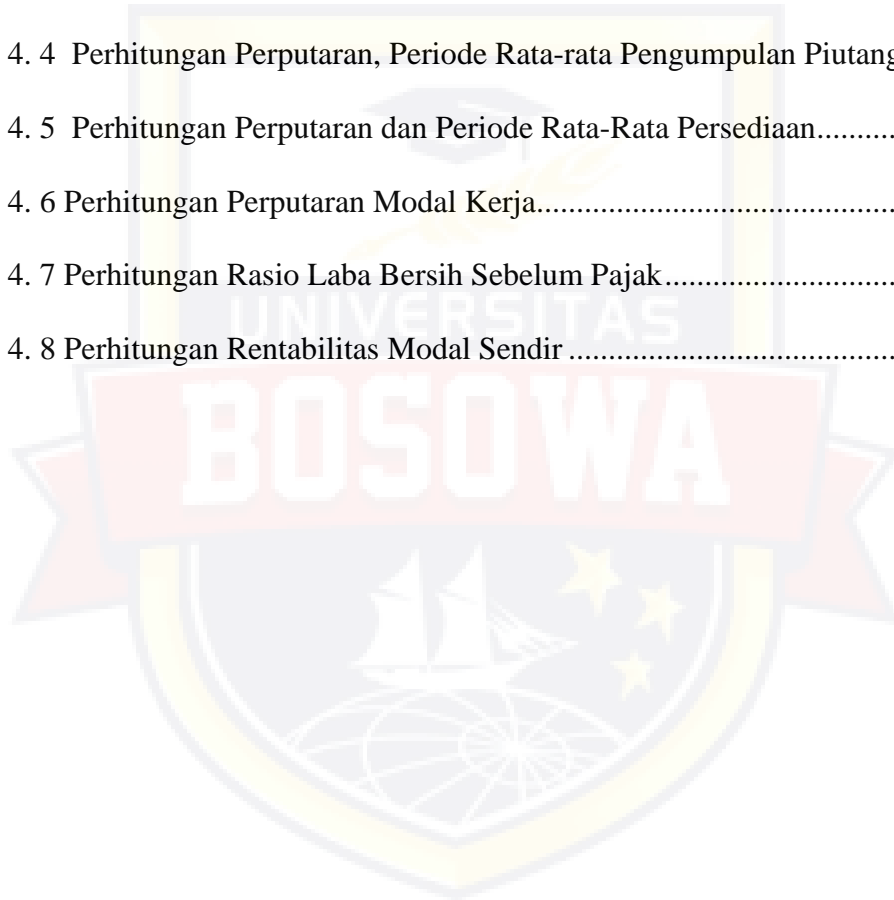 4. 4 Perhitungan Perputaran, Periode Rata-rata Pengumpulan Piutang
4. 5 Perhitungan Perputaran dan Periode Rata-Rata Persediaan..........
4. 6 Perhitungan Perputaran Modal Kerja.............................................
4. 7 Perhitungan Rasio Laba Bersih Sebelum Pajak.............................
4. 8 Perhitungan Rentabilitas Modal Sendir .........................................
UNIVERSITAS
BOSOWA